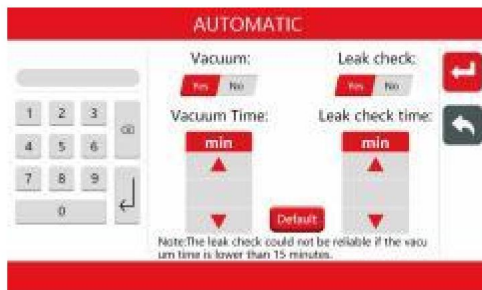 AUTOMATIC
Vacuum: Leak check:
Yes No Yes No
1 2 3
Vacuum Time: Leak check time:
4 5 6
min min
7 8 9
0
Default
Note:The leak check could not be reliable if the vacu
um time is lower than 15 minutes.